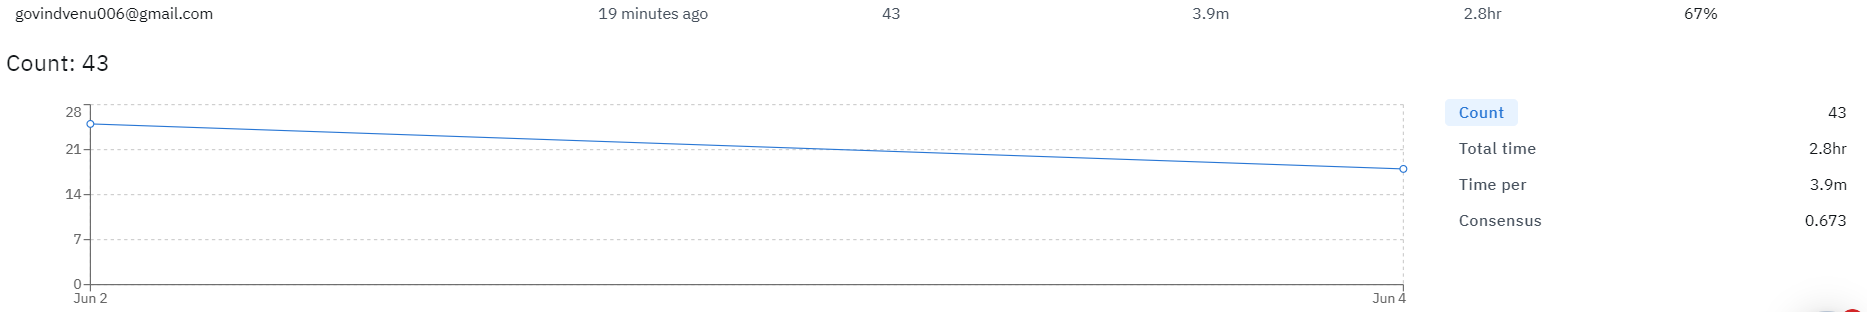 govindvenu006@gmail.com 19 minutes ago 43 3.9m 2.8hr 67%
Count: 43
28
21
14
7
0
Jun 2 Jun 4
Count 43
Total time 2.8hr
Time per 3.9m
Consensus 0.673